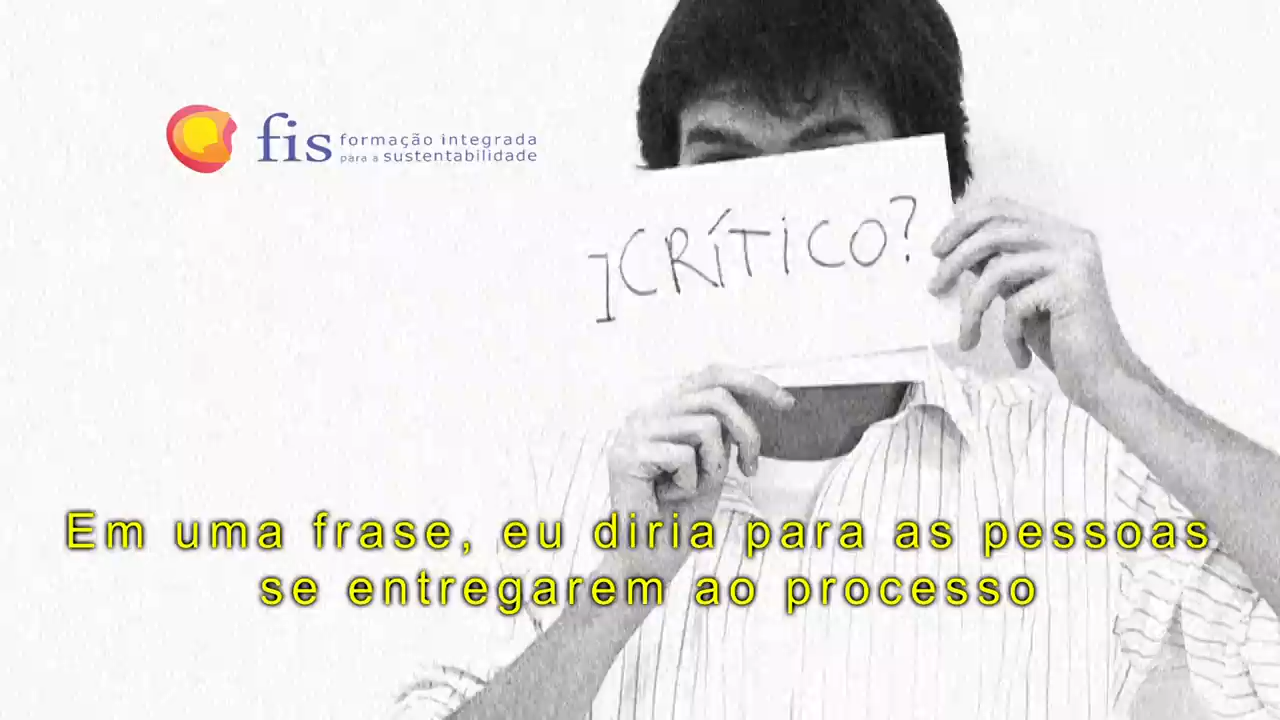 fis formação integrada
para a sustentabilidade
CRÍTICO?
Em uma frase, eu diria para as pessoas
se entregarem ao processo